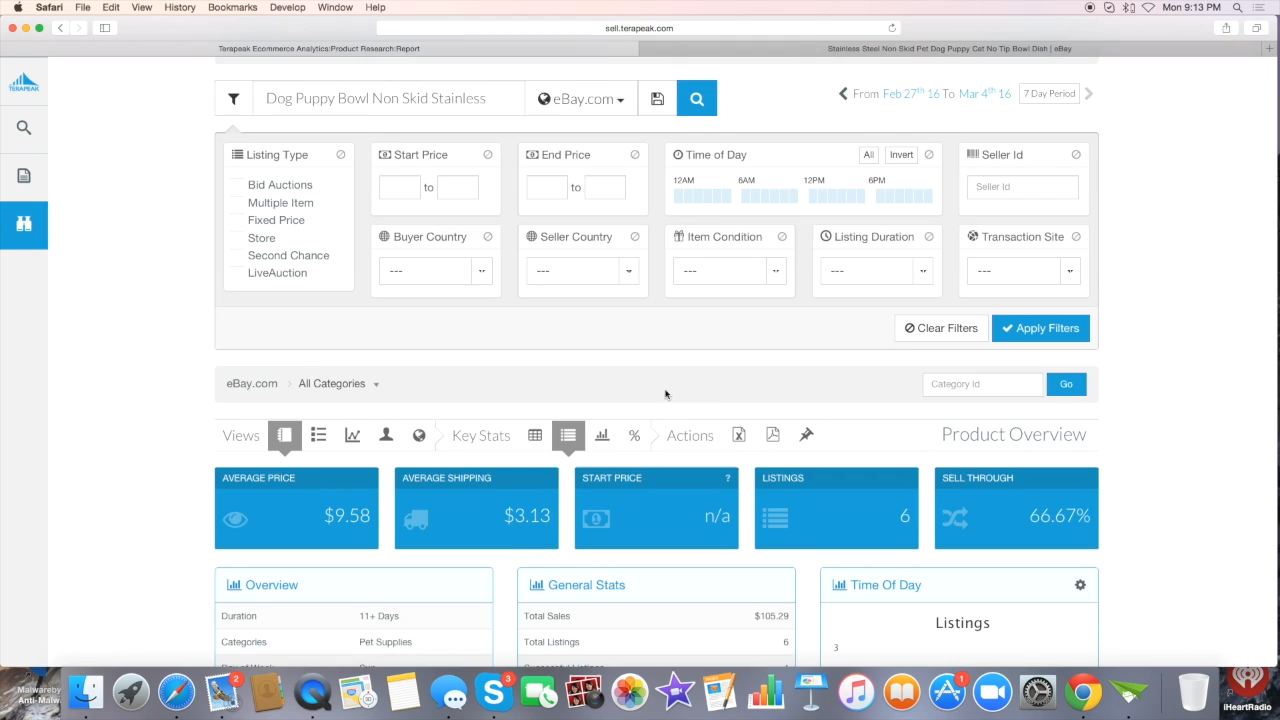 Safari File Edit View History Bookmarks Develop Window Help Mon 9:13 PM
sell.terapeak.com
Terapeak Ecommerce Analytics:Product Research:Report Stainless Steel Non Skid Pet Dog Puppy Cat No Tip Bowl Dish | eBay
TERAPEAK
Dog Puppy Bowl Non Skid Stainless eBay.com From Feb 27th 16 To Mar 4th 16 7 Day Period
Listing Type Start Price End Price Time of Day All Invert Seller Id
Bid Auctions
Multiple Item
Fixed Price
Store
Second Chance
LiveAuction
to to 12AM 6AM 12PM 6PM Seller Id
Buyer Country Seller Country Item Condition Listing Duration Transaction Site
--- --- --- --- ---
Clear Filters Apply Filters
eBay.com All Categories Category Id Go
Views Key Stats % Actions Product Overview
AVERAGE PRICE AVERAGE SHIPPING START PRICE ? LISTINGS SELL THROUGH
$9.58 $3.13 n/a 6 66.67%
Overview General Stats Time Of Day
Duration 11+ Days Total Sales $105.29 Listings
Categories Pet Supplies Total Listings 6 3
Malwareby
Anti-Malw.
2 3 1
iHeartRadio